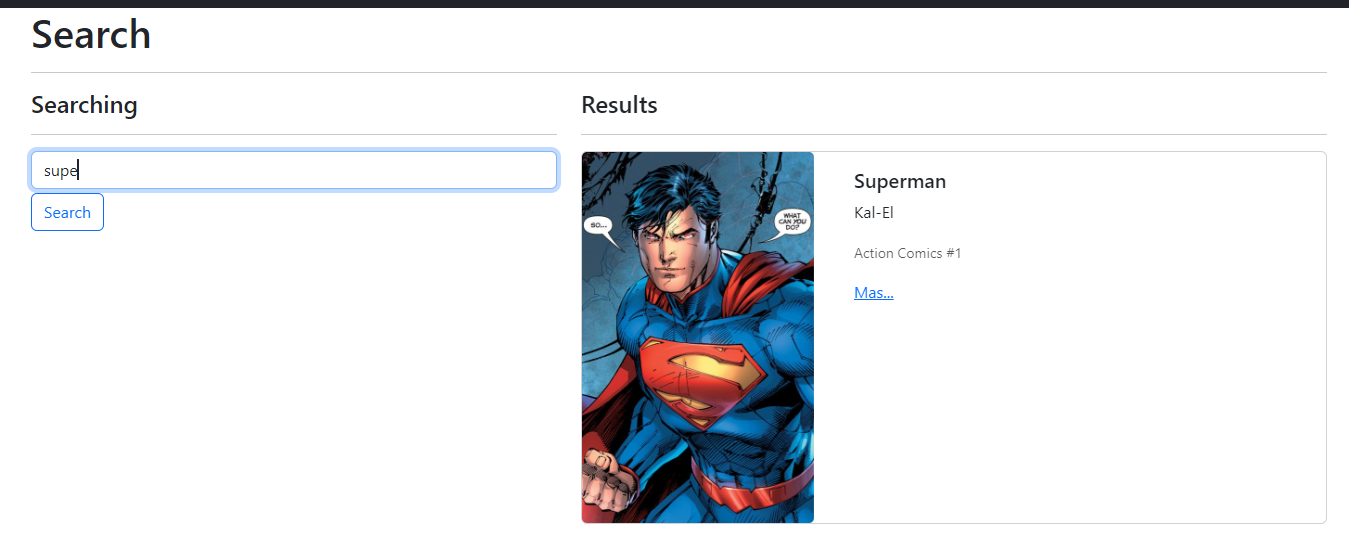 Search
Searching
supe
Search
Results
SO...
WHAT
CAN YOU
DO?
Superman
Kal-El
Action Comics #1
Mas...